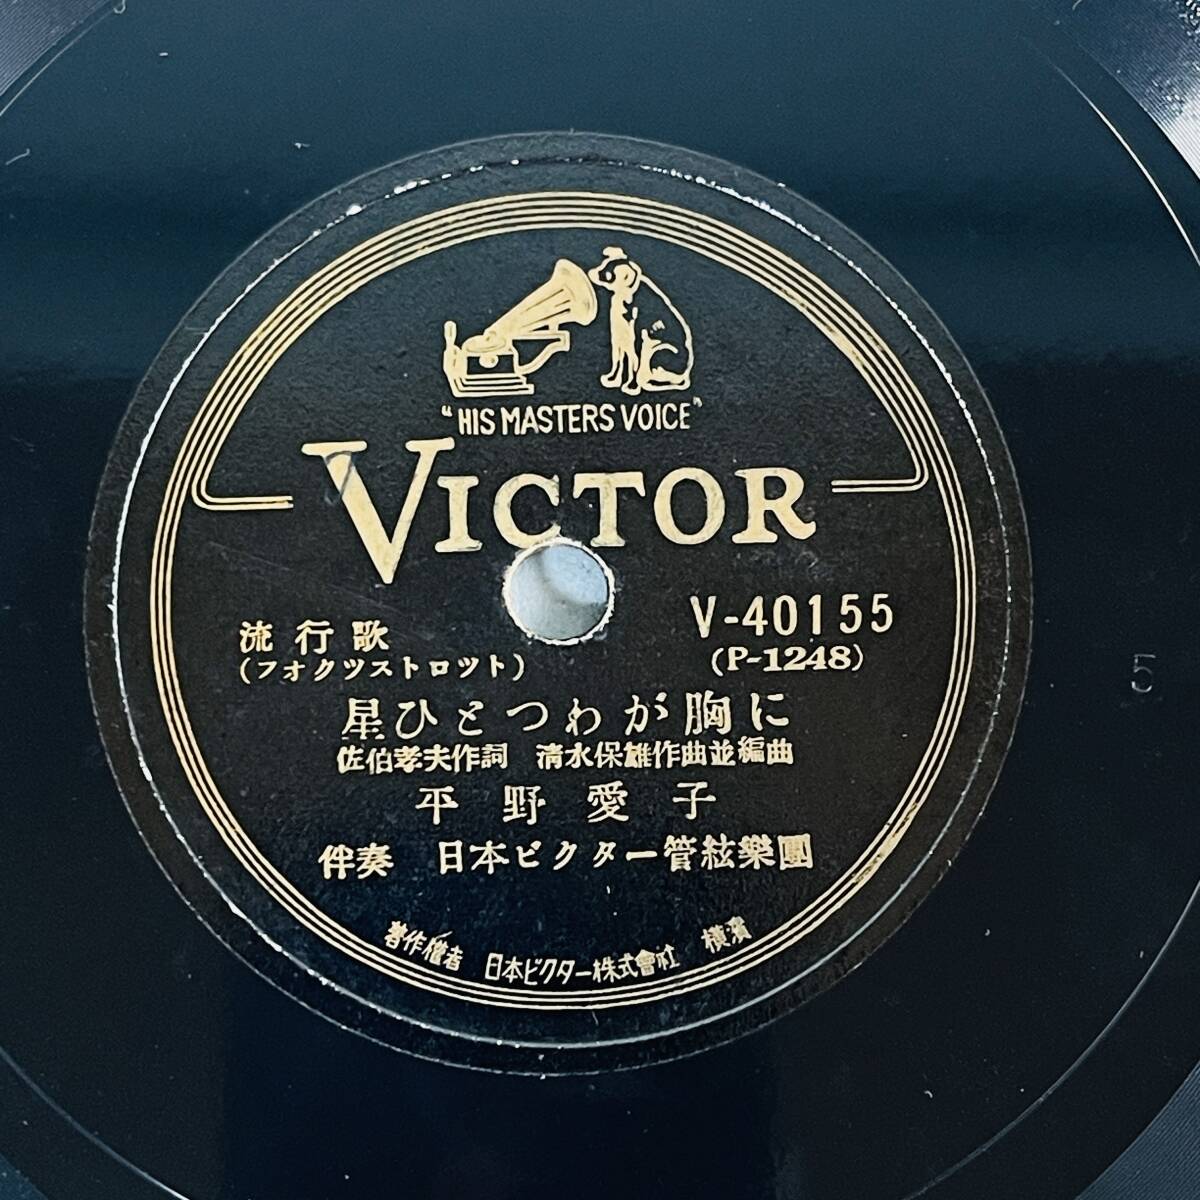 "HIS MASTERS VOICE"
VICTOR
流行歌
(フオクツストロツト)
V-40155
(P-1248)
星ひとつわが胸に
佐伯孝夫作詞 清水保雄作曲並編曲
平野愛子
伴奏 日本ビクター管絃樂團
著作権者 日本ビクター株式會社 横濱
5